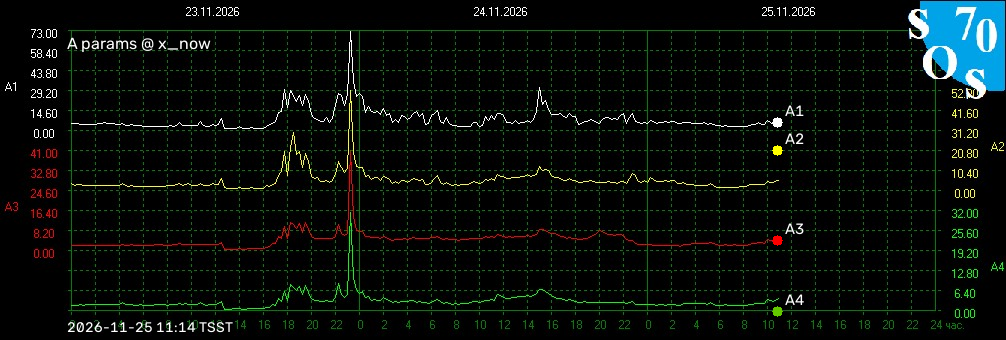 23.11.2026 24.11.2026 25.11.2026
A params @ x_now
SOS 70
A1
73.00
58.40
43.80
29.20
14.60
0.00
A3
41.00
32.80
24.60
16.40
8.20
0.00
A1
A2
A3
A4
52.00
41.60
31.20
20.80
10.40
0.00
A2
32.00
25.60
19.20
12.80
6.40
0.00
A4
2026-11-25 11:14 TSST
14 16 18 20 22 0 2 4 6 8 10 12 14 16 18 20 22 0 2 4 6 8 10 12 14 16 18 20 22 24 час.